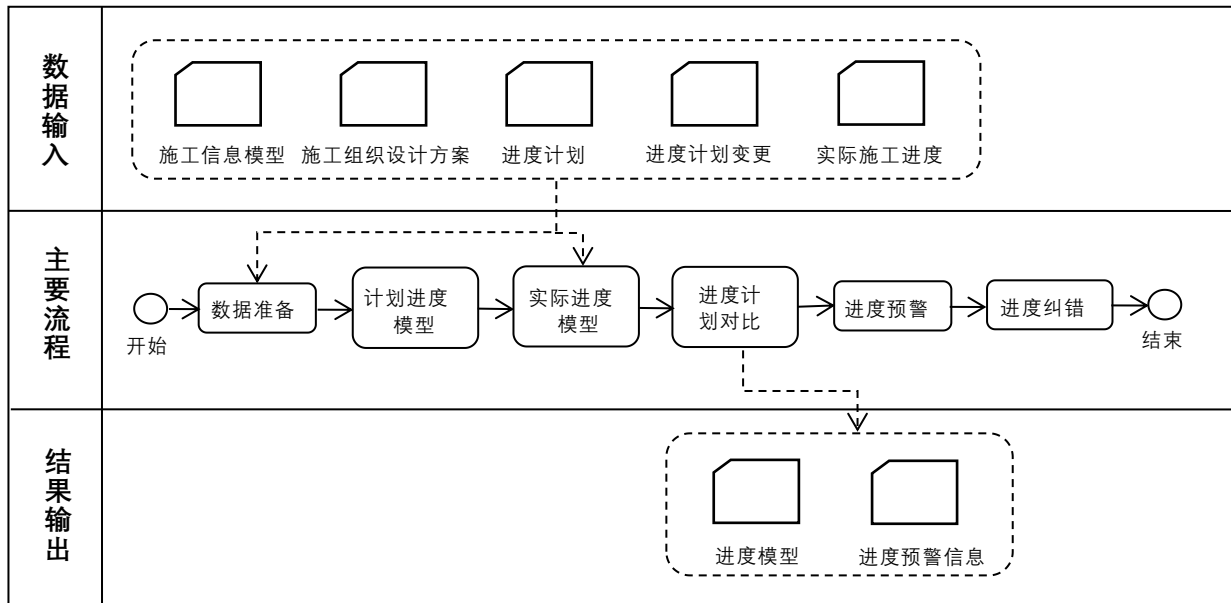 数据输入
施工信息模型 施工组织设计方案 进度计划 进度计划变更 实际施工进度
主要流程
开始
数据准备
计划进度
模型
实际进度
模型
进度计
划对比
进度预警
进度纠错
结束
结果输出
进度模型 进度预警信息